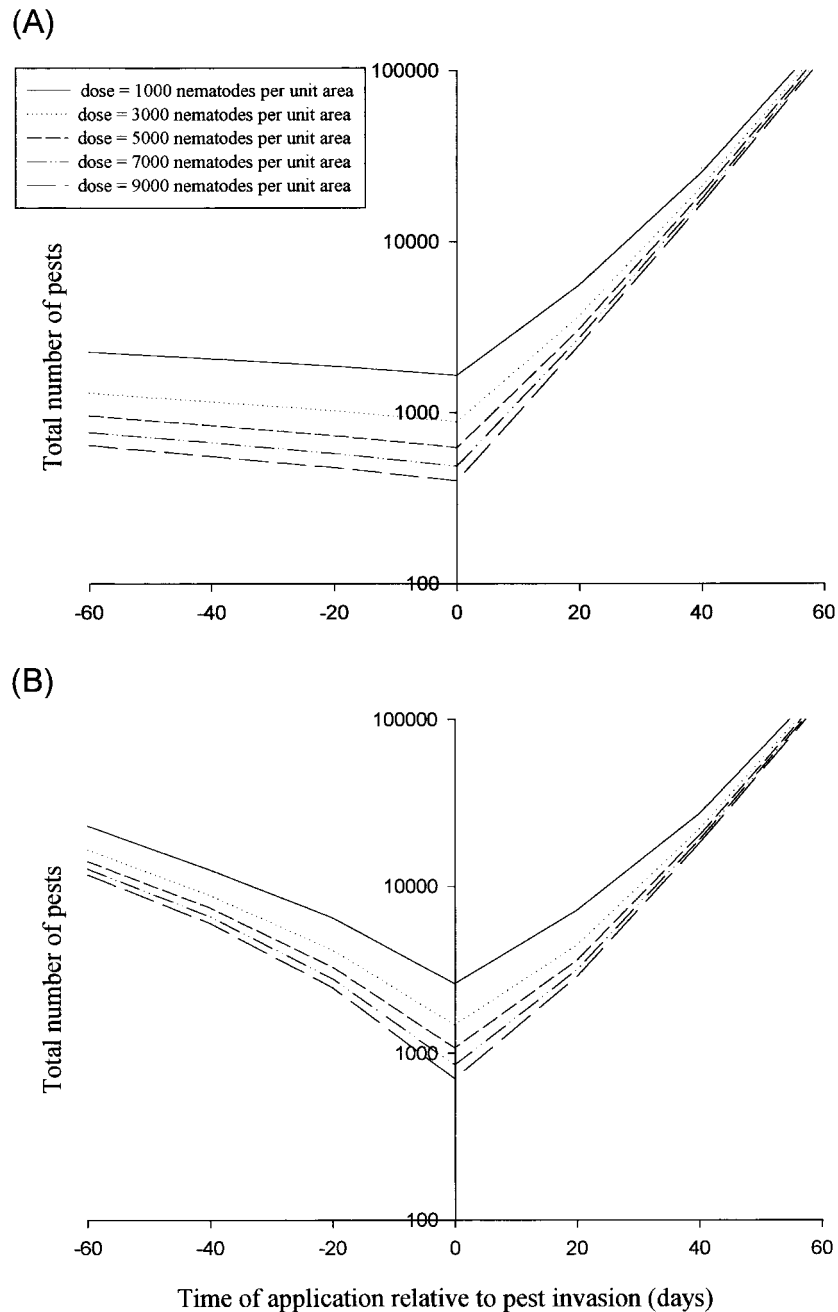 (A)
dose = 1000 nematodes per unit area
dose = 3000 nematodes per unit area
dose = 5000 nematodes per unit area
dose = 7000 nematodes per unit area
dose = 9000 nematodes per unit area
Total number of pests
100000
10000
1000
100
-60 -40 -20 0 20 40 60
(B)
Total number of pests
100000
10000
1000
100
-60 -40 -20 0 20 40 60
Time of application relative to pest invasion (days)